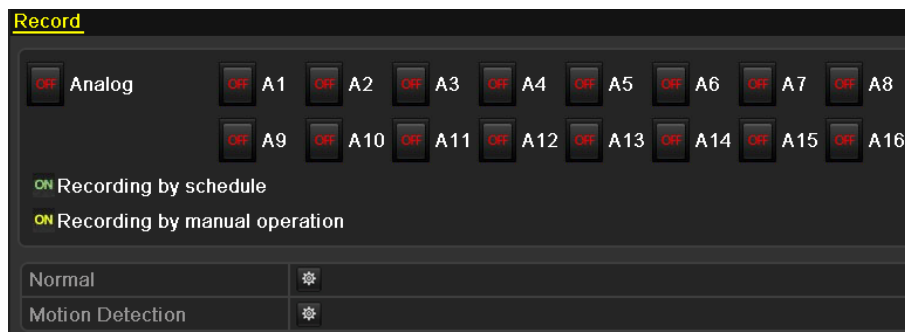 Record
OFF Analog OFF A1 OFF A2 OFF A3 OFF A4 OFF A5 OFF A6 OFF A7 OFF A8
OFF A9 OFF A10 OFF A11 OFF A12 OFF A13 OFF A14 OFF A15 OFF A16
ON Recording by schedule
ON Recording by manual operation
Normal
Motion Detection